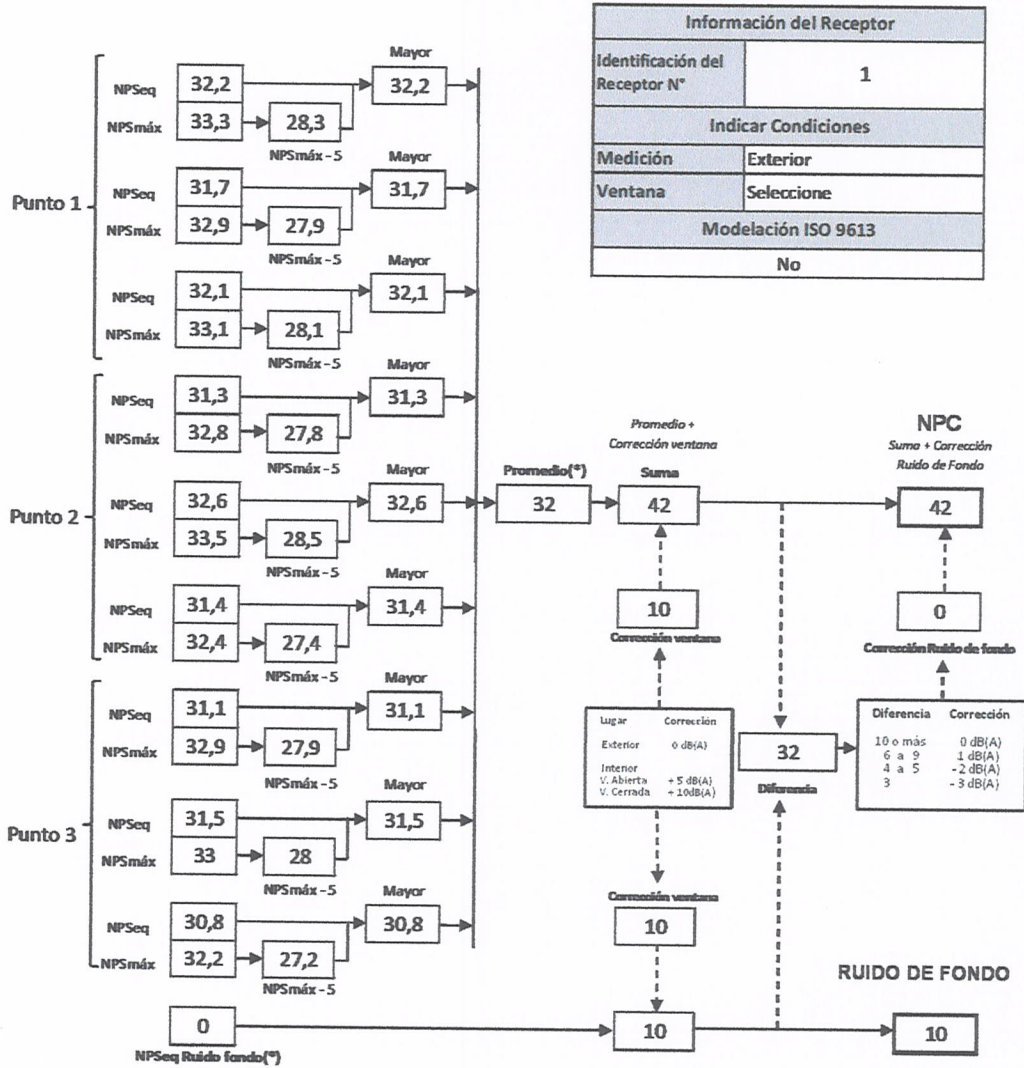 Información del Receptor
Identificación del Receptor N° 1
Indicar Condiciones
Medición Exterior
Ventana Seleccione
Modelación ISO 9613
No
Punto 1
Mayor
NPSeq 32,2 32,2
NPSmáx 33,3 28,3
NPSmáx - 5
Mayor
NPSeq 31,7 31,7
NPSmáx 32,9 27,9
NPSmáx - 5
Mayor
NPSeq 32,1 32,1
NPSmáx 33,1 28,1
NPSmáx - 5
Punto 2
Mayor
NPSeq 31,3 31,3
NPSmáx 32,8 27,8
NPSmáx - 5
Mayor
NPSeq 32,6 32,6
NPSmáx 33,5 28,5
NPSmáx - 5
Mayor
NPSeq 31,4 31,4
NPSmáx 32,4 27,4
NPSmáx - 5
Punto 3
Mayor
NPSeq 31,1 31,1
NPSmáx 32,9 27,9
NPSmáx - 5
Mayor
NPSeq 31,5 31,5
NPSmáx 33 28
NPSmáx - 5
Mayor
NPSeq 30,8 30,8
NPSmáx 32,2 27,2
NPSmáx - 5
0
NPSeq Ruido fondo(*)
Promedio(*)
32
Promedio +
Corrección ventana
Suma
42
10
Corrección ventana
Lugar Corrección
Exterior 0 dB(A)
Interior
V. Abierta + 5 dB(A)
V. Cerrada + 10dB(A)
Corrección ventana
10
10
32
Diferencia
NPC
Suma + Corrección
Ruido de Fondo
42
0
Corrección Ruido de fondo
Diferencia Corrección
10 o más 0 dB(A)
6 a 9 1 dB(A)
4 a 5 -2 dB(A)
3 - 3 dB(A)
RUIDO DE FONDO
10